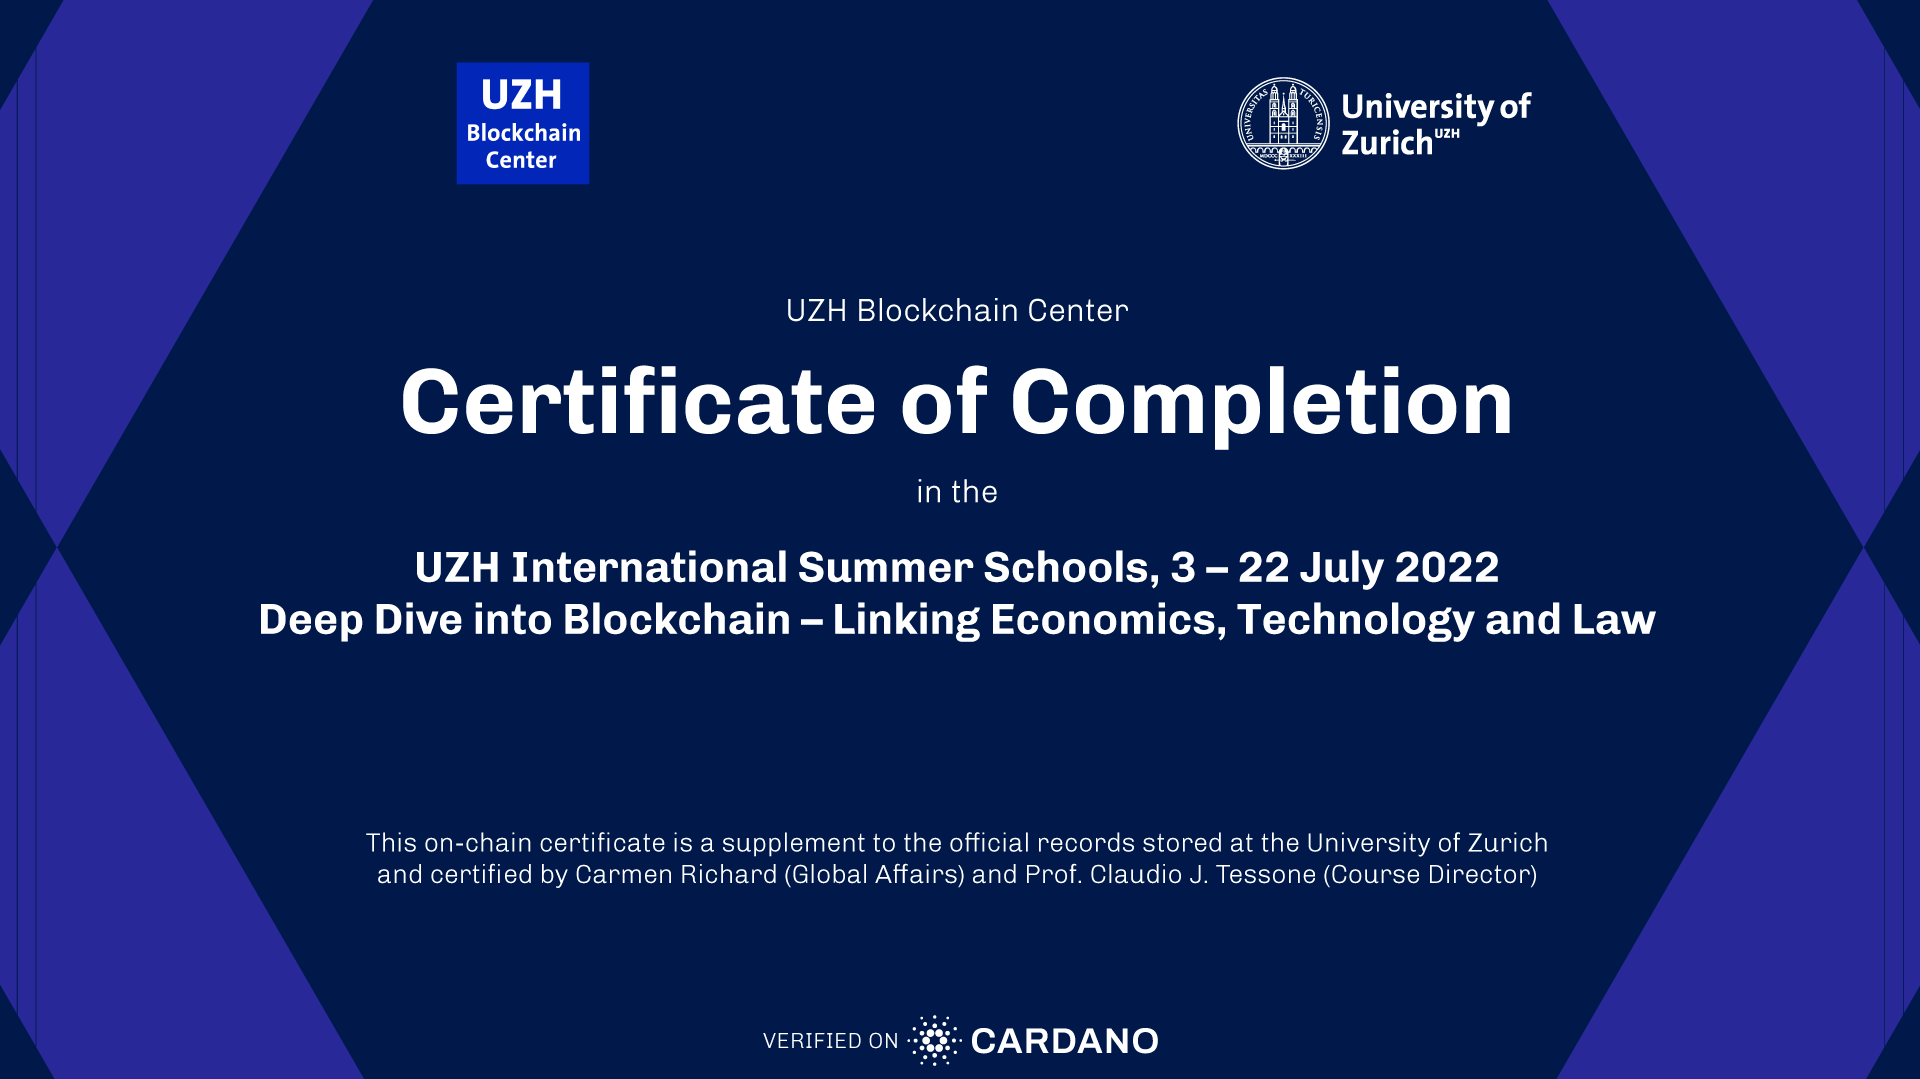 UZH
Blockchain
Center
UNIVERSITAS TURICENSIS
University of
Zurich UZH
UZH Blockchain Center
Certificate of Completion
in the
UZH International Summer Schools, 3 – 22 July 2022
Deep Dive into Blockchain – Linking Economics, Technology and Law
This on-chain certificate is a supplement to the official records stored at the University of Zurich
and certified by Carmen Richard (Global Affairs) and Prof. Claudio J. Tessone (Course Director)
VERIFIED ON CARDANO